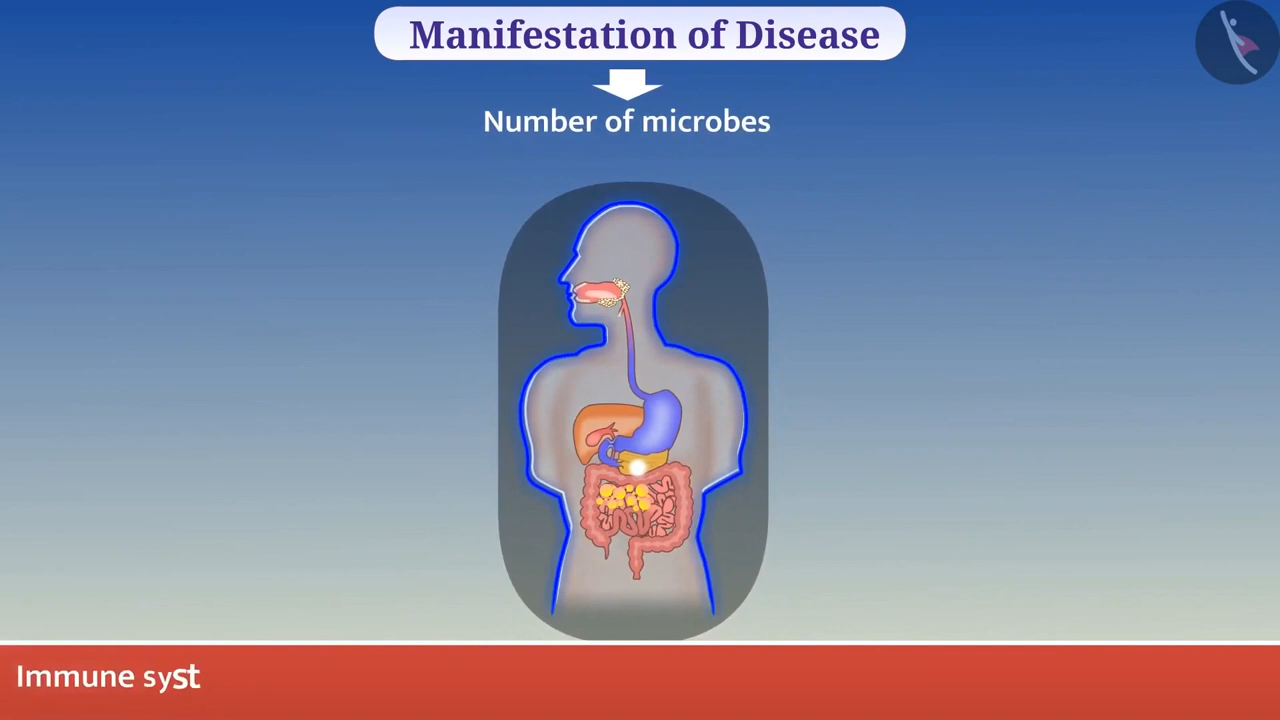 Manifestation of Disease
Number of microbes
Immune syst